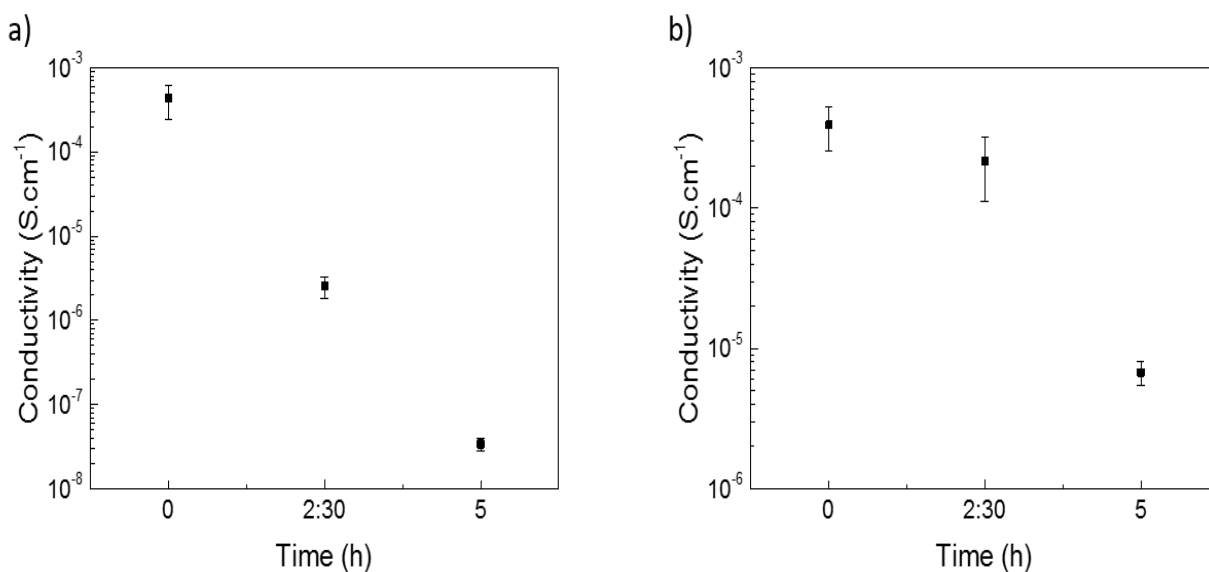 a)
Conductivity (S.cm⁻¹)
10⁻³
10⁻⁴
10⁻⁵
10⁻⁶
10⁻⁷
10⁻⁸
0 2:30 5
Time (h)
b)
Conductivity (S.cm⁻¹)
10⁻³
10⁻⁴
10⁻⁵
10⁻⁶
0 2:30 5
Time (h)